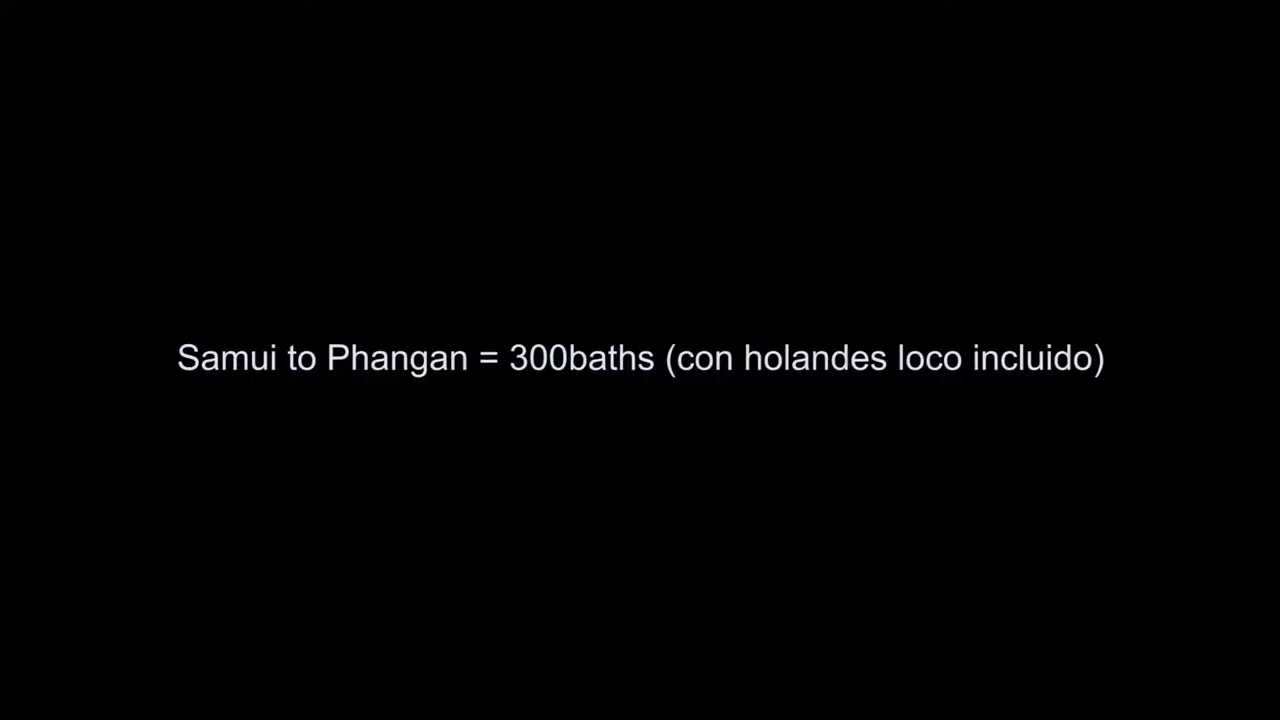 Samui to Phangan = 300baths (con holandes loco incluido)